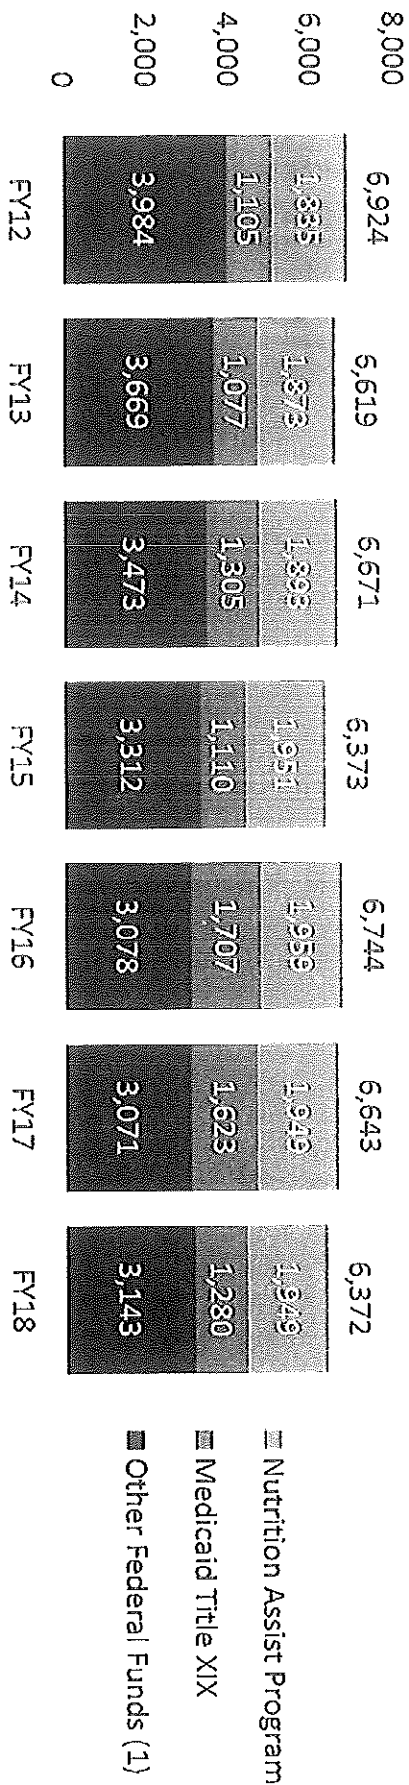 8,000
6,000
4,000
2,000
0
6,924 6,619 6,671 6,373 6,744 6,643 6,372
1,835 1,873 1,893 1,951 1,959 1,949 1,949
1,105 1,077 1,305 1,110 1,707 1,623 1,280
3,984 3,669 3,473 3,312 3,078 3,071 3,143
FY12 FY13 FY14 FY15 FY16 FY17 FY18
Nutrition Assist Program
Medicaid Title XIX
Other Federal Funds (1)